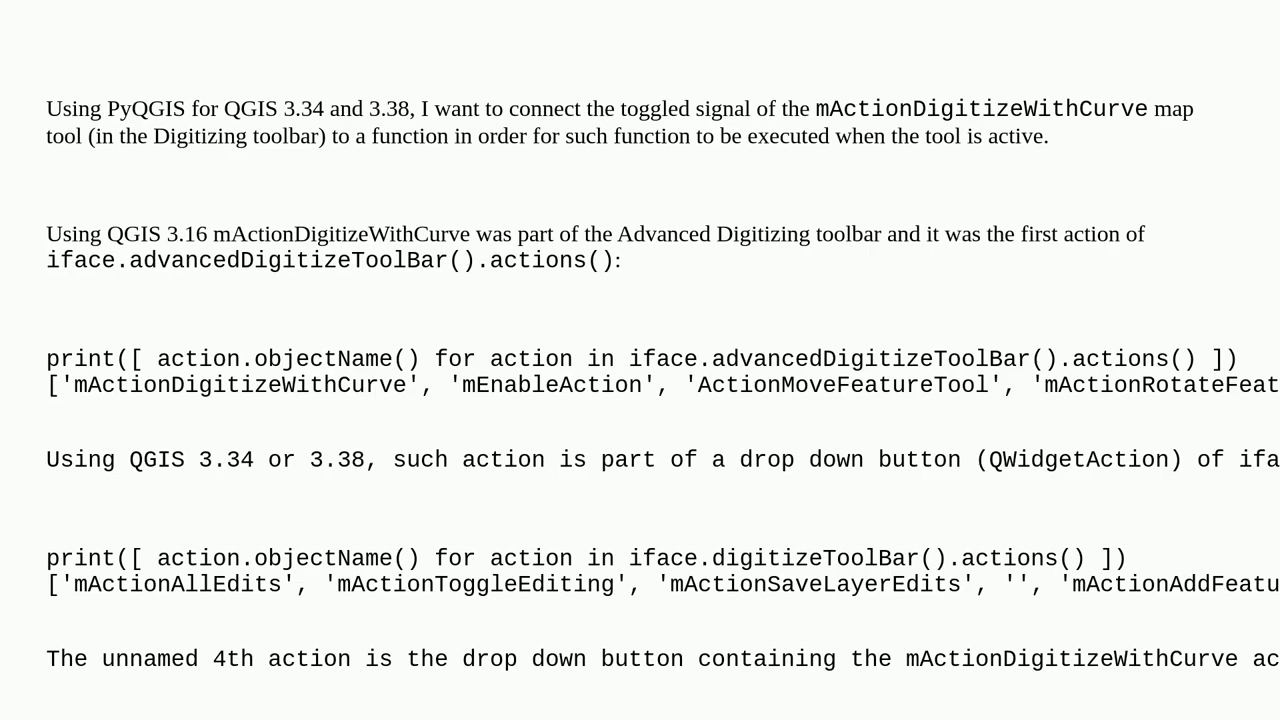 Using PyQGIS for QGIS 3.34 and 3.38, I want to connect the toggled signal of the mActionDigitizeWithCurve map
tool (in the Digitizing toolbar) to a function in order for such function to be executed when the tool is active.
Using QGIS 3.16 mActionDigitizeWithCurve was part of the Advanced Digitizing toolbar and it was the first action of
iface.advancedDigitizeToolBar().actions():
print([ action.objectName() for action in iface.advancedDigitizeToolBar().actions() ])
['mActionDigitizeWithCurve', 'mEnableAction', 'ActionMoveFeatureTool', 'mActionRotateFeat
Using QGIS 3.34 or 3.38, such action is part of a drop down button (QWidgetAction) of ifa
print([ action.objectName() for action in iface.digitizeToolBar().actions() ])
['mActionAllEdits', 'mActionToggleEditing', 'mActionSaveLayerEdits', '', 'mActionAddFeatu
The unnamed 4th action is the drop down button containing the mActionDigitizeWithCurve ac